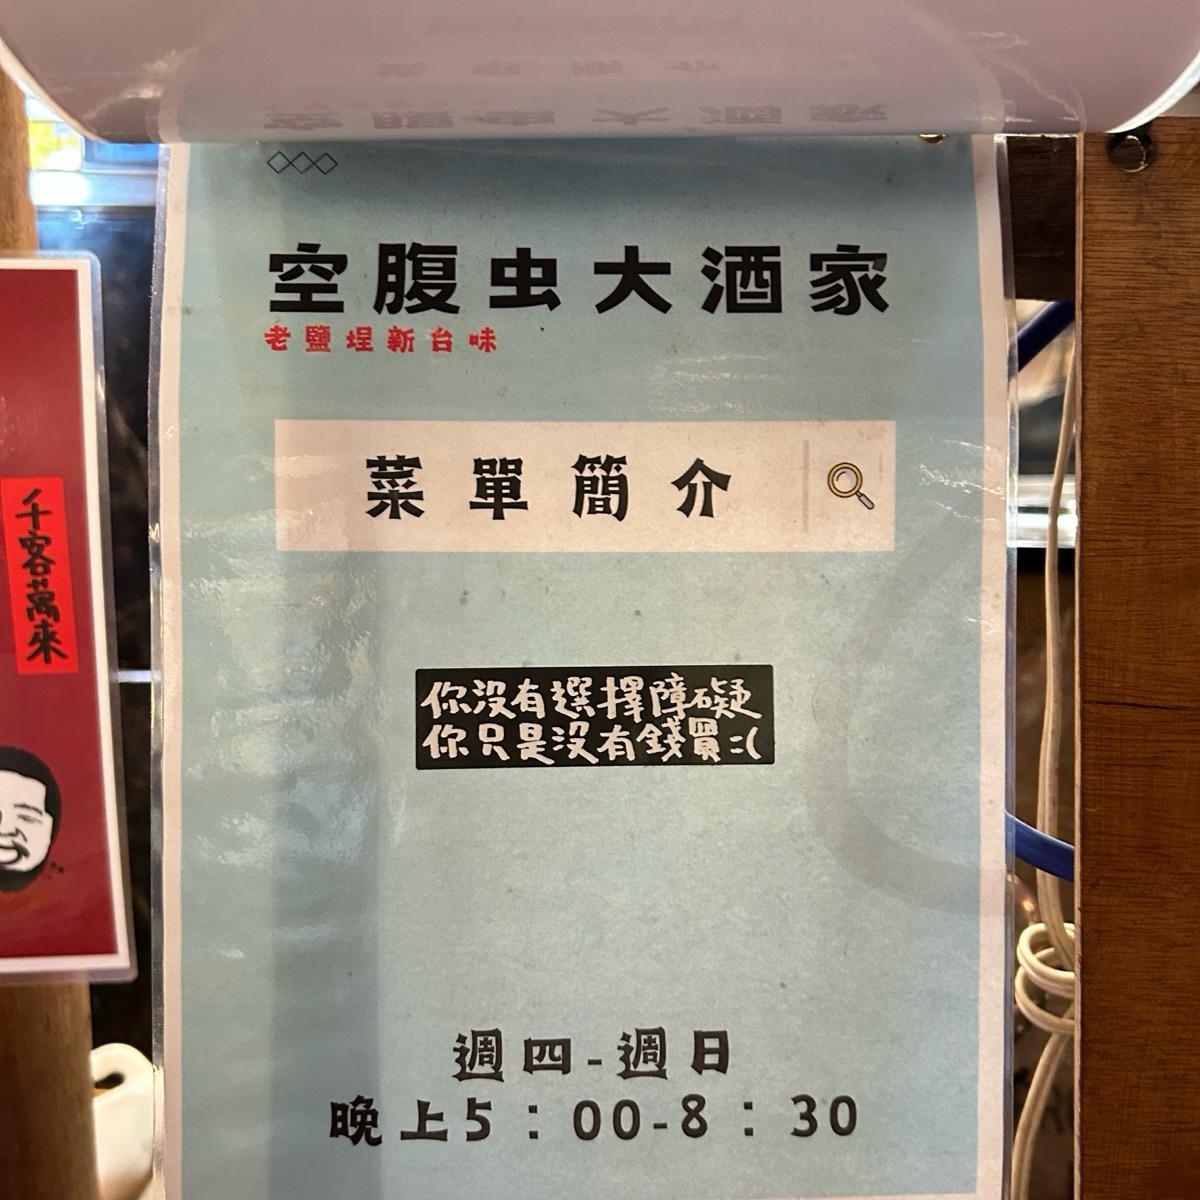 空腹虫大酒家
老鹽埕新台味
菜單簡介
你沒有選擇障礙
你只是沒有錢買:(
週四-週日
晚上5：00-8：30
千客萬來